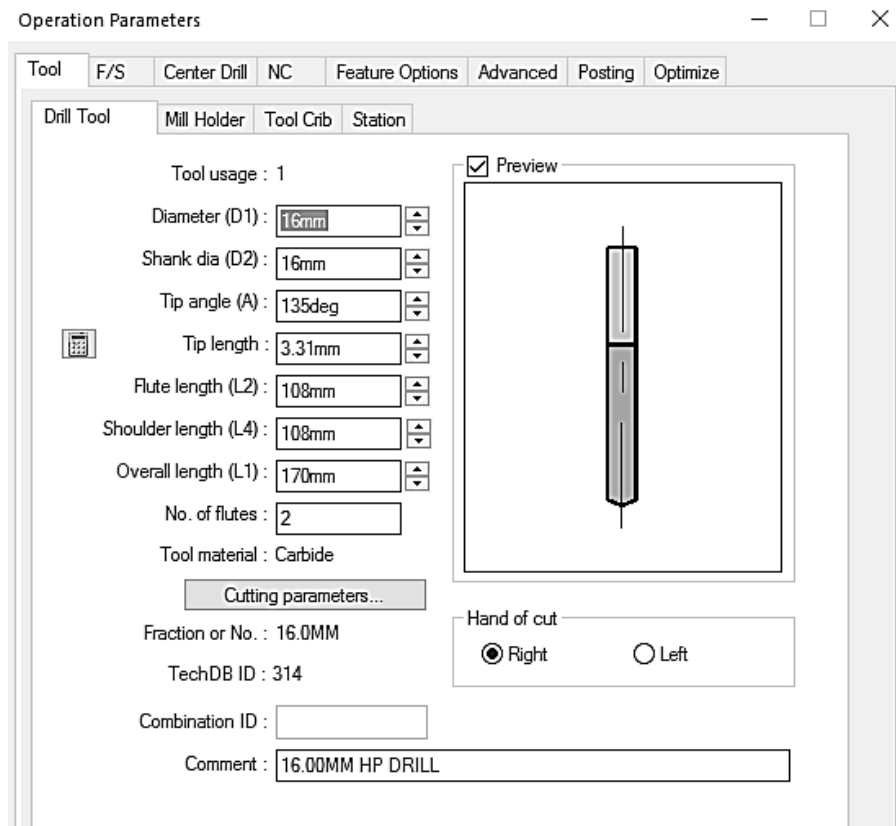 Operation Parameters
Tool F/S Center Drill NC Feature Options Advanced Posting Optimize
Drill Tool Mill Holder Tool Crib Station
Tool usage : 1
Diameter (D1) : 16mm
Shank dia (D2) : 16mm
Tip angle (A) : 135deg
Tip length : 3.31mm
Flute length (L2) : 108mm
Shoulder length (L4) : 108mm
Overall length (L1) : 170mm
No. of flutes : 2
Tool material : Carbide
Cutting parameters...
Fraction or No. : 16.0MM
TechDB ID : 314
Combination ID :
Comment : 16.00MM HP DRILL
Preview
Hand of cut
Right Left